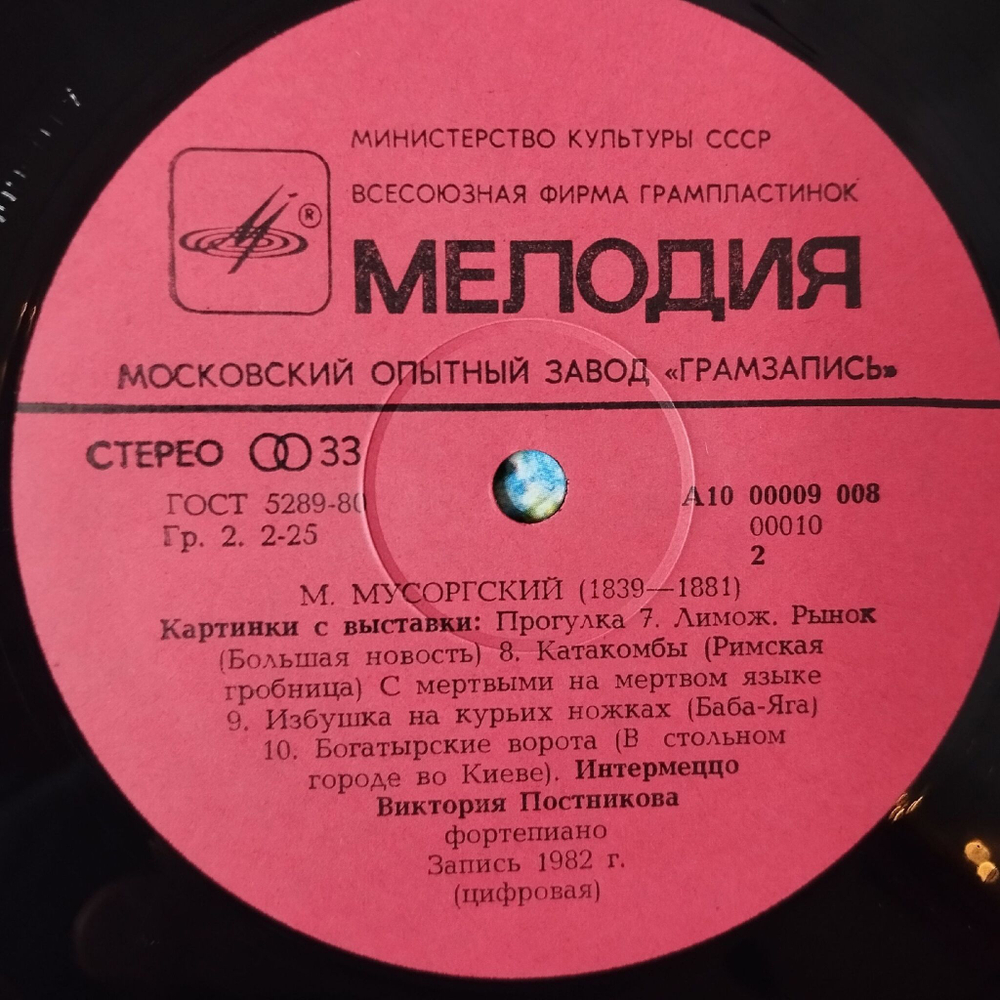 МИНИСТЕРСТВО КУЛЬТУРЫ СССР
ВСЕСОЮЗНАЯ ФИРМА ГРАМПЛАСТИНОК
®
МЕЛОДИЯ
МОСКОВСКИЙ ОПЫТНЫЙ ЗАВОД «ГРАМЗАПИСЬ»
СТЕРЕО 33
ГОСТ 5289-80
Гр. 2. 2-25
А10 00009 008
00010
2
М. МУСОРГСКИЙ (1839—1881)
Картинки с выставки: Прогулка 7. Лимож. Рынок
(Большая новость) 8. Катакомбы (Римская
гробница) С мертвыми на мертвом языке
9. Избушка на курьих ножках (Баба-Яга)
10. Богатырские ворота (В стольном
городе во Киеве). Интермеццо
Виктория Постникова
фортепиано
Запись 1982 г.
(цифровая)